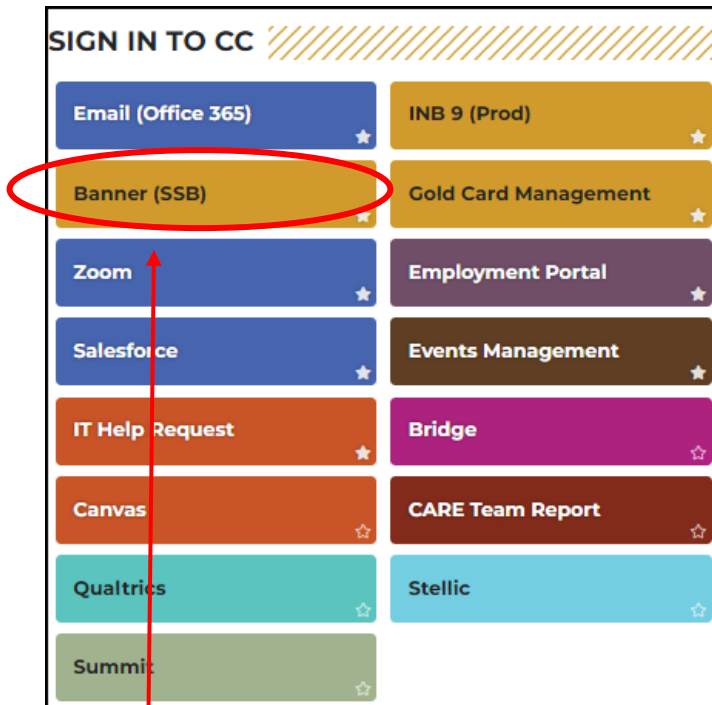 SIGN IN TO CC
Email (Office 365)
INB 9 (Prod)
Banner (SSB)
Gold Card Management
Zoom
Employment Portal
Salesforce
Events Management
IT Help Request
Bridge
Canvas
CARE Team Report
Qualtrics
Stellic
Summit